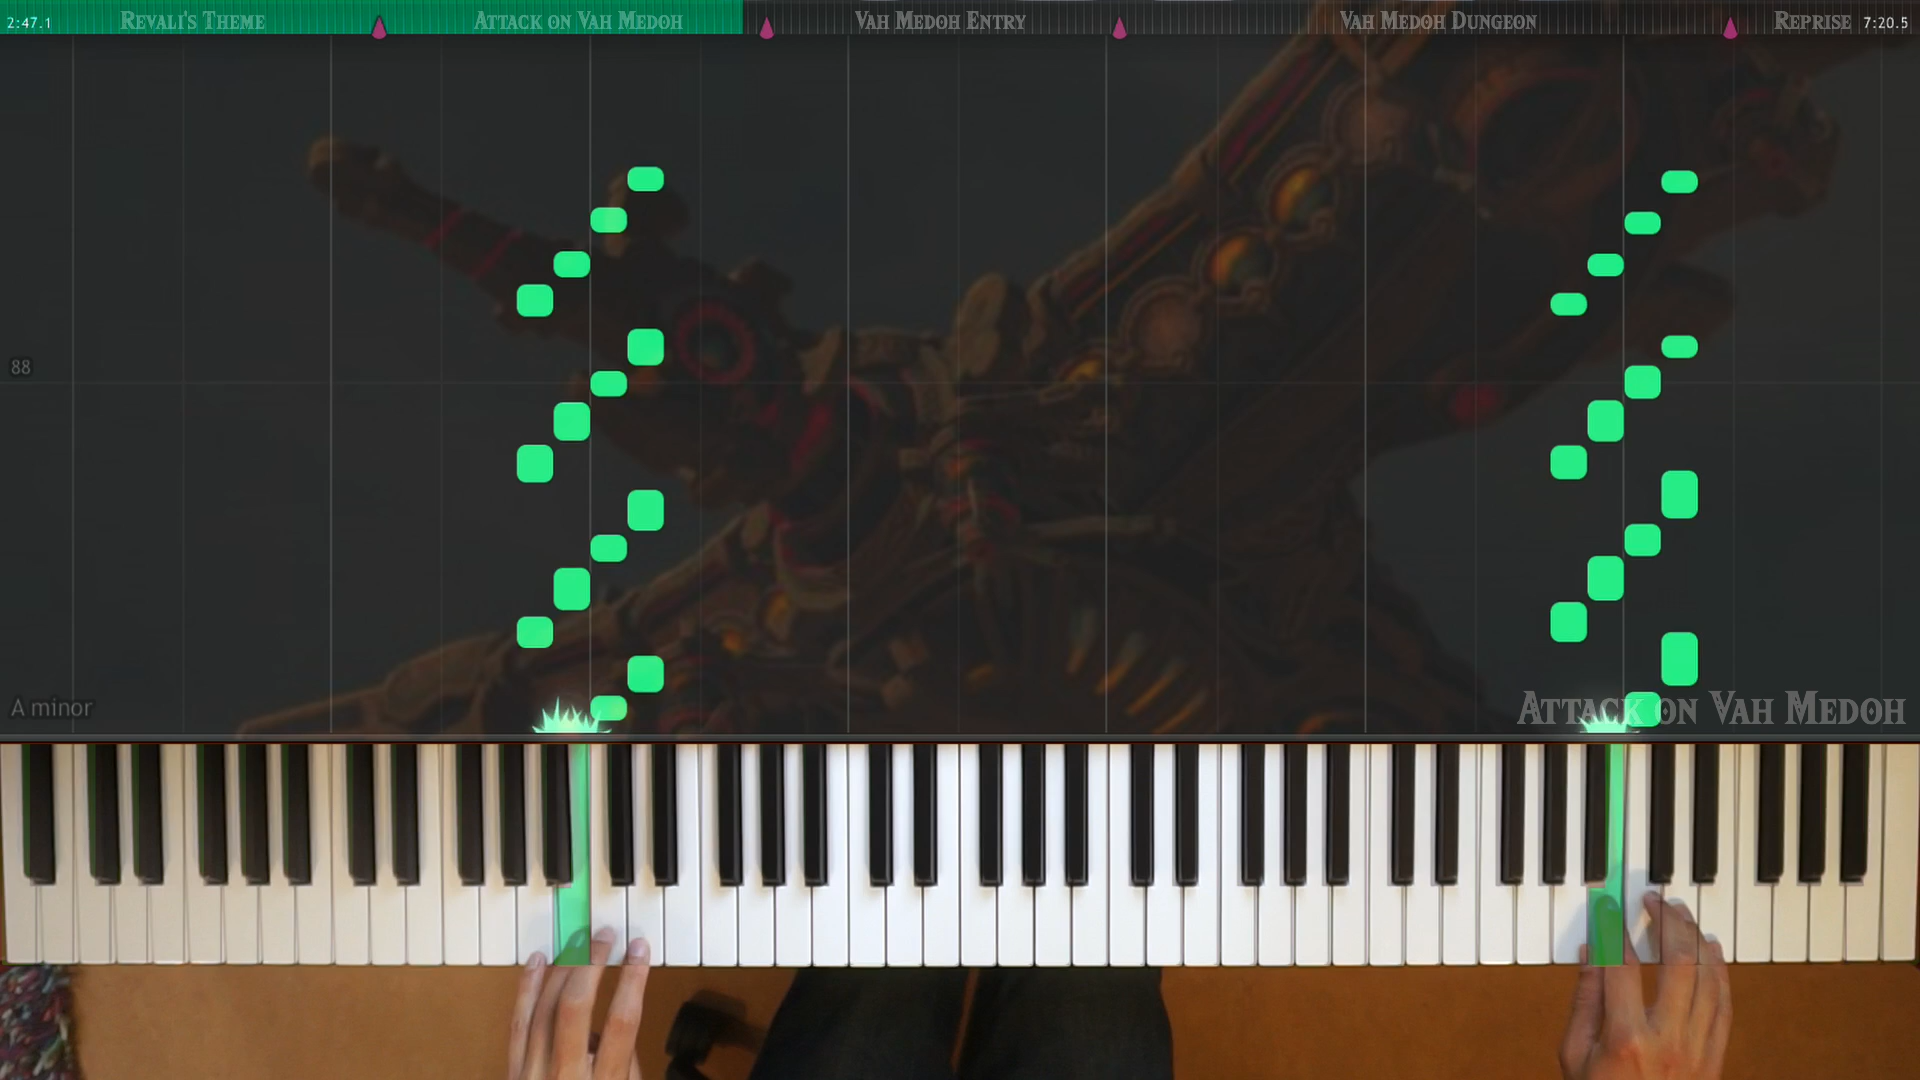 2:47.1 Revali's Theme Attack on Vah Medoh Vah Medoh Entry Vah Medoh Dungeon Reprise 7:20.5
88
A minor
Attack on Vah Medoh